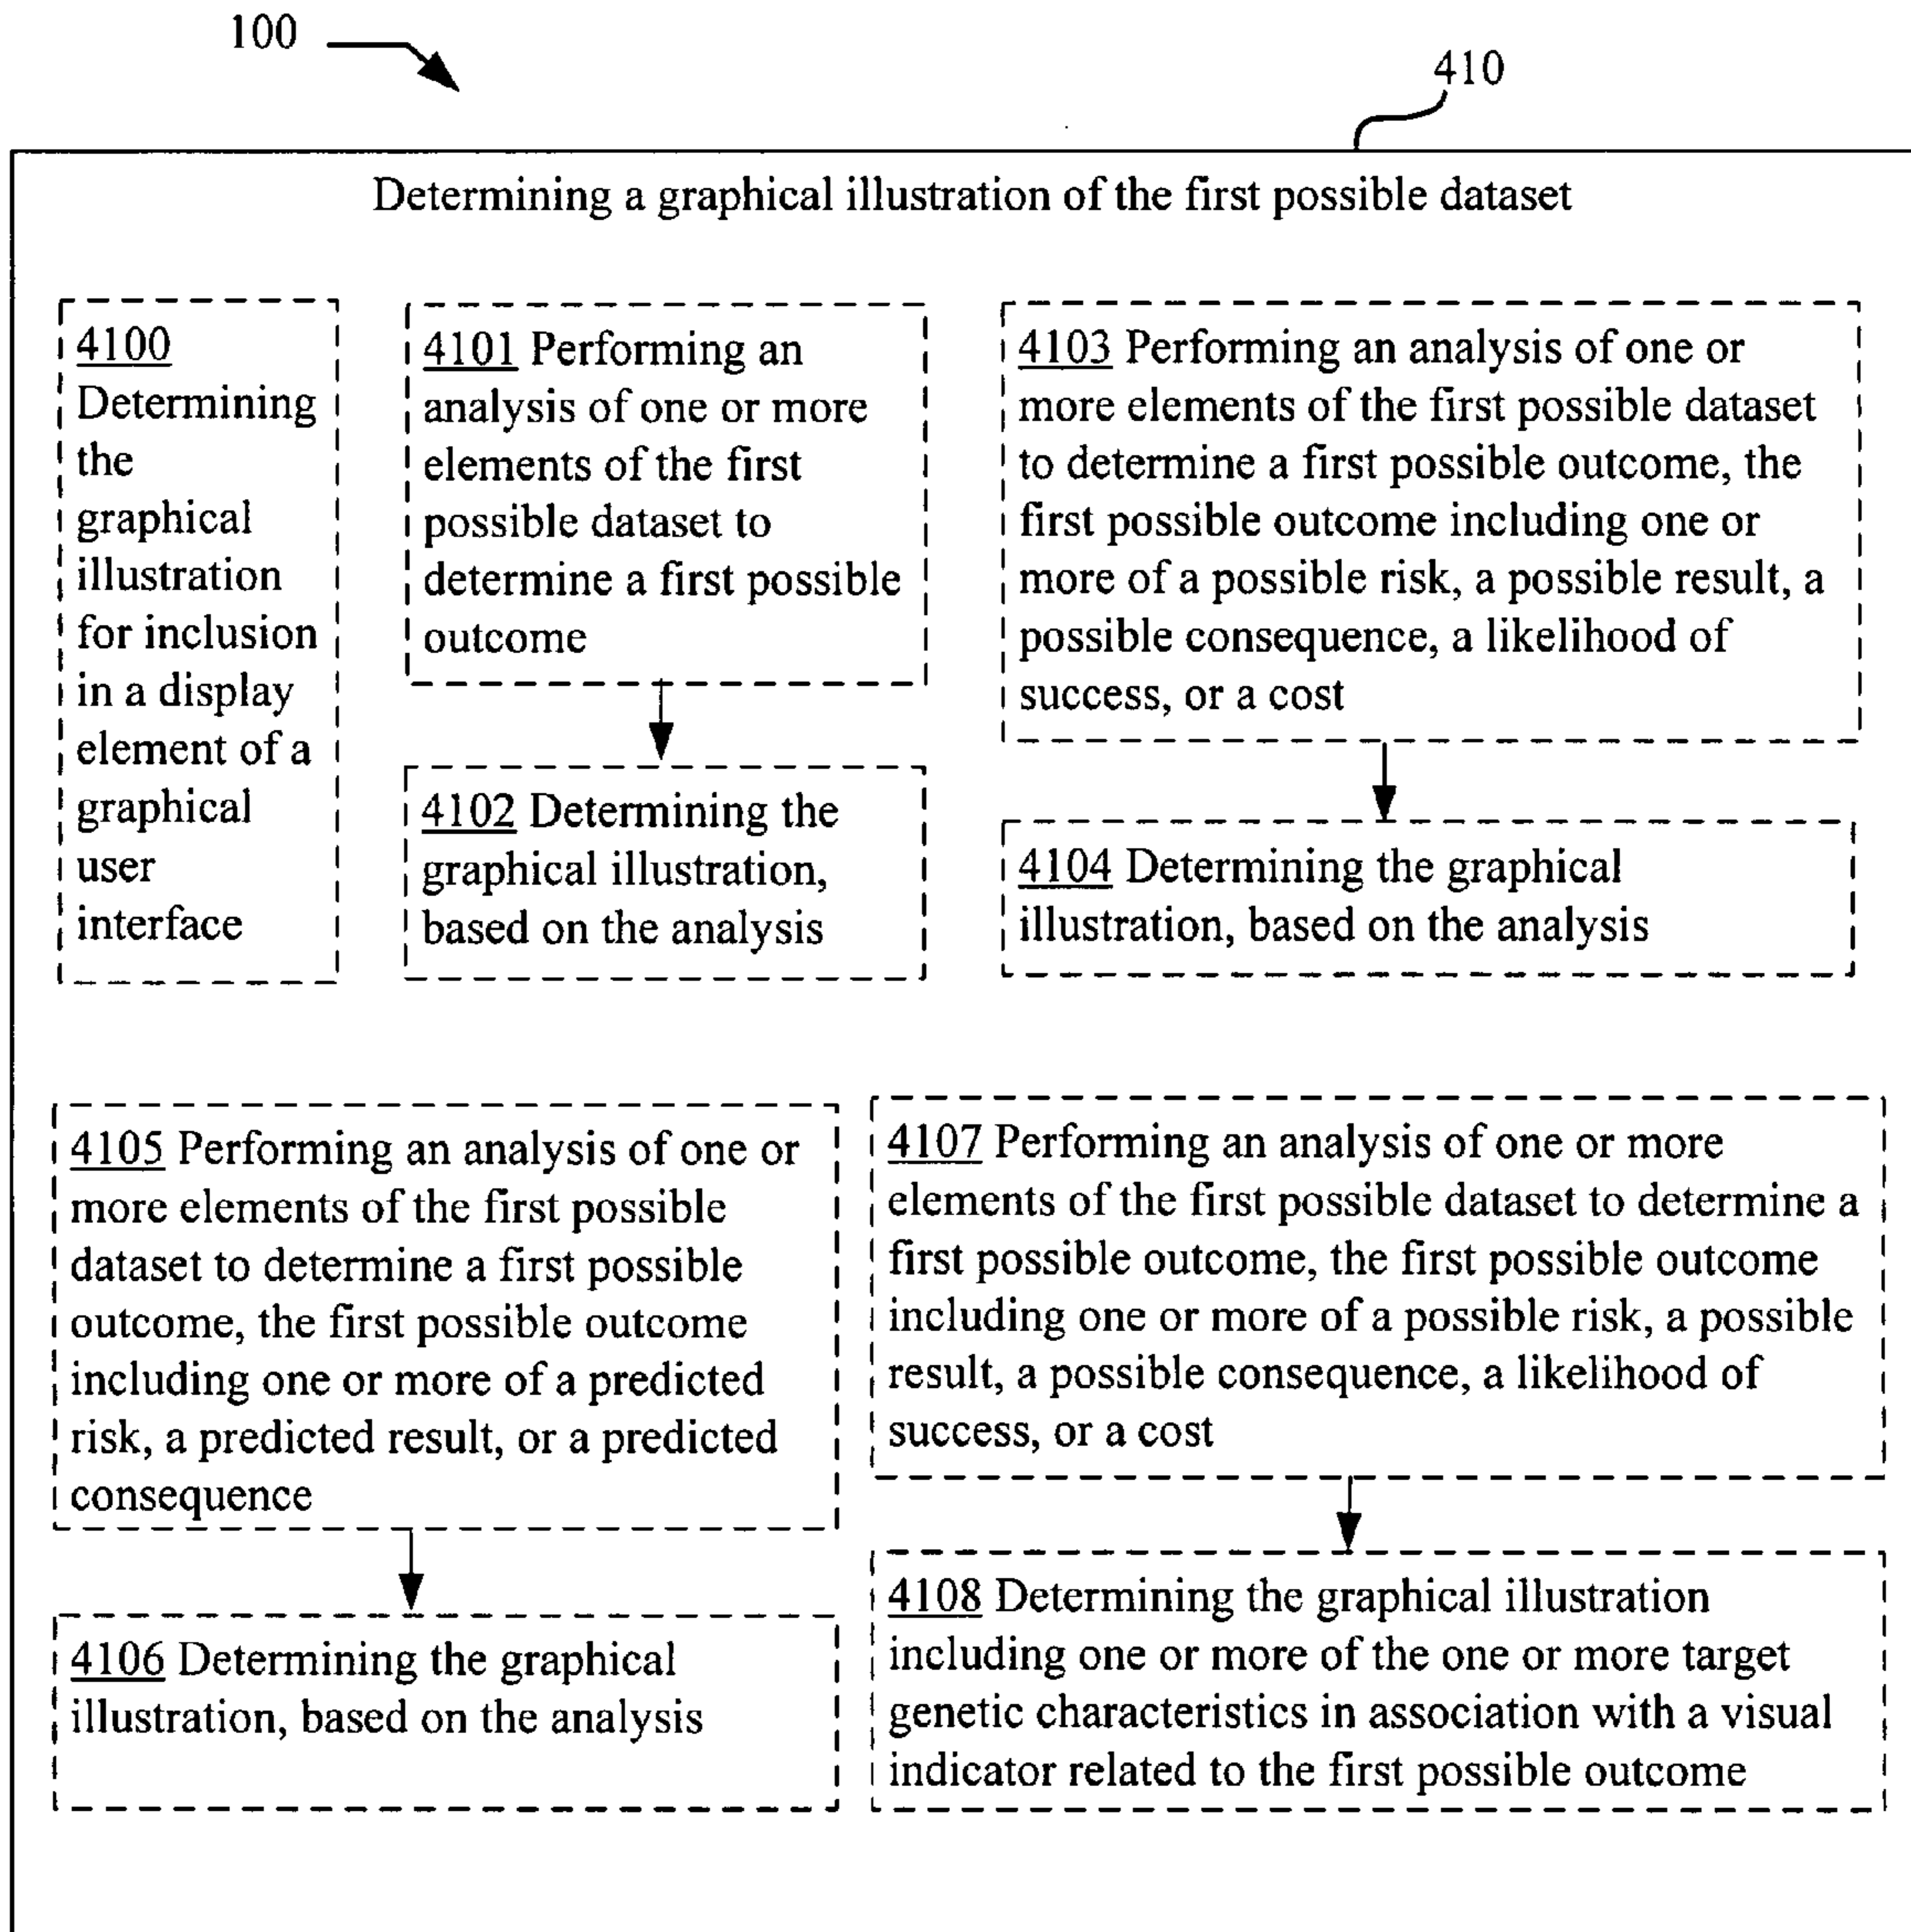 100
410
Determining a graphical illustration of the first possible dataset
4100
Determining
the
graphical
illustration
for inclusion
in a display
element of a
graphical
user
interface
4101 Performing an
analysis of one or more
elements of the first
possible dataset to
determine a first possible
outcome
4102 Determining the
graphical illustration,
based on the analysis
4103 Performing an analysis of one or
more elements of the first possible dataset
to determine a first possible outcome, the
first possible outcome including one or
more of a possible risk, a possible result, a
possible consequence, a likelihood of
success, or a cost
4104 Determining the graphical
illustration, based on the analysis
4105 Performing an analysis of one or
more elements of the first possible
dataset to determine a first possible
outcome, the first possible outcome
including one or more of a predicted
risk, a predicted result, or a predicted
consequence
4106 Determining the graphical
illustration, based on the analysis
4107 Performing an analysis of one or more
elements of the first possible dataset to determine a
first possible outcome, the first possible outcome
including one or more of a possible risk, a possible
result, a possible consequence, a likelihood of
success, or a cost
4108 Determining the graphical illustration
including one or more of the one or more target
genetic characteristics in association with a visual
indicator related to the first possible outcome